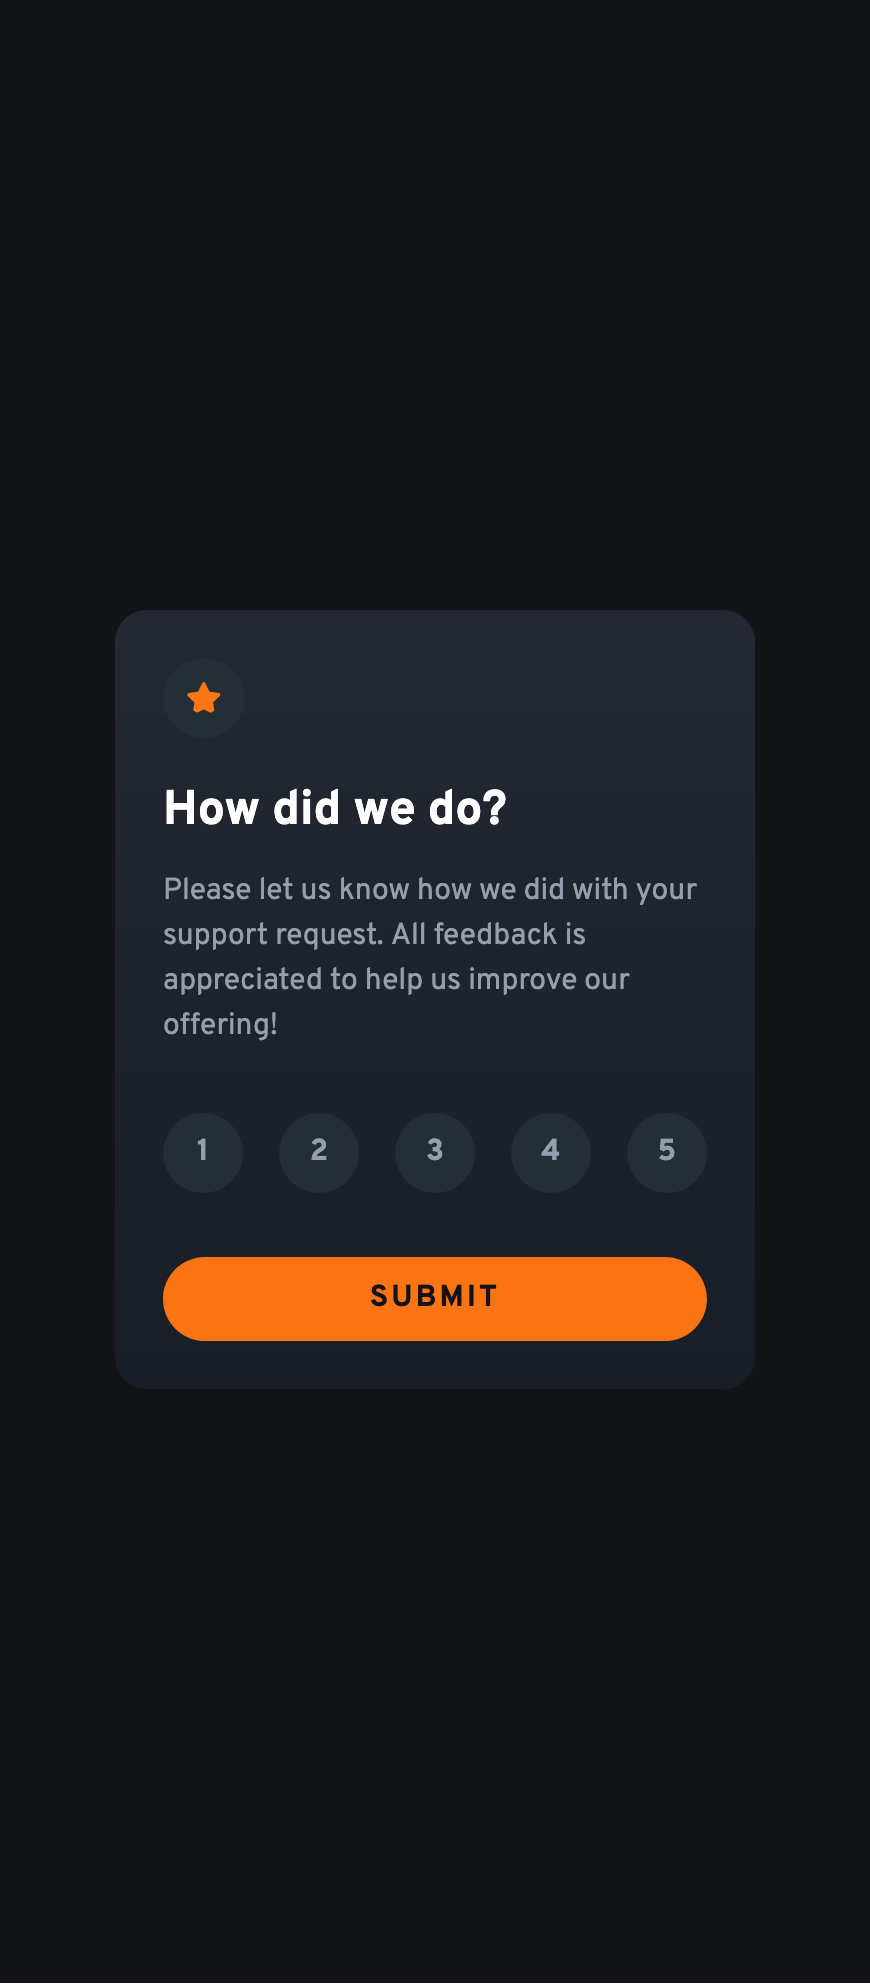 How did we do?
Please let us know how we did with your
support request. All feedback is
appreciated to help us improve our
offering!
1 2 3 4 5
SUBMIT